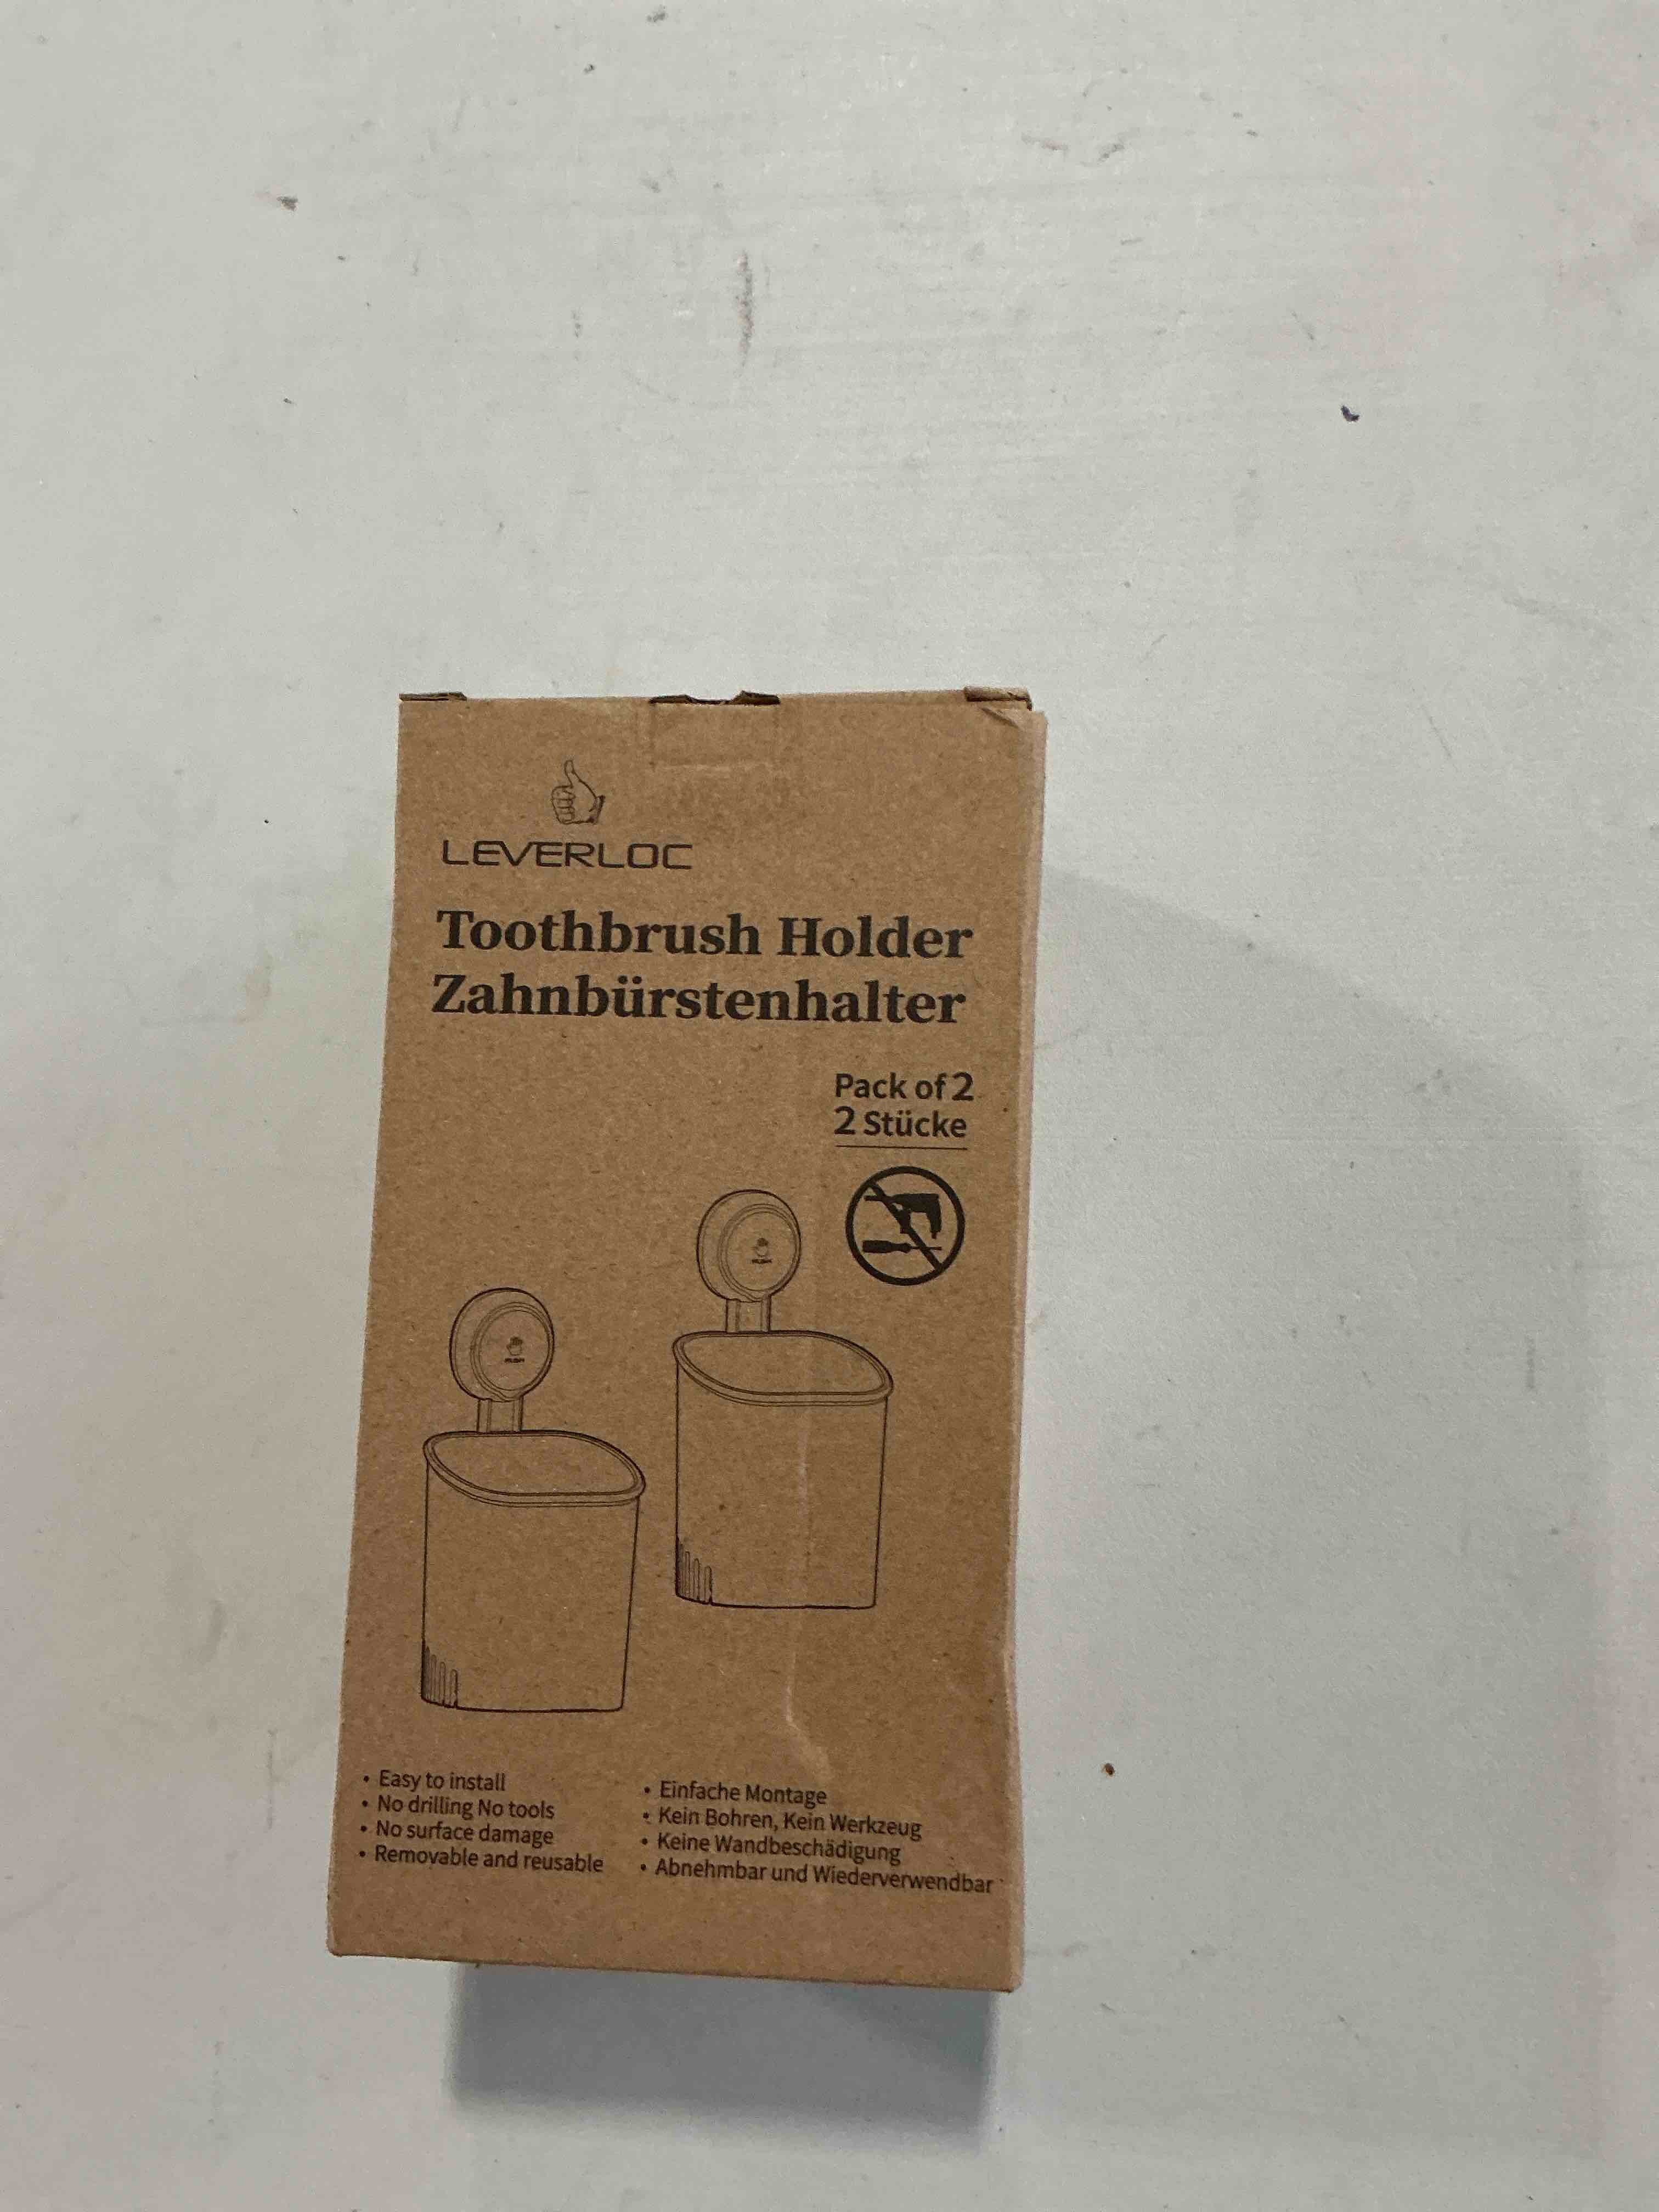 LEVERLOC
Toothbrush Holder
Zahnbürstenhalter
Pack of 2
2 Stücke
• Easy to install
• No drilling No tools
• No surface damage
• Removable and reusable
• Einfache Montage
• Kein Bohren, Kein Werkzeug
• Keine Wandbeschädigung
• Abnehmbar und Wiederverwendbar